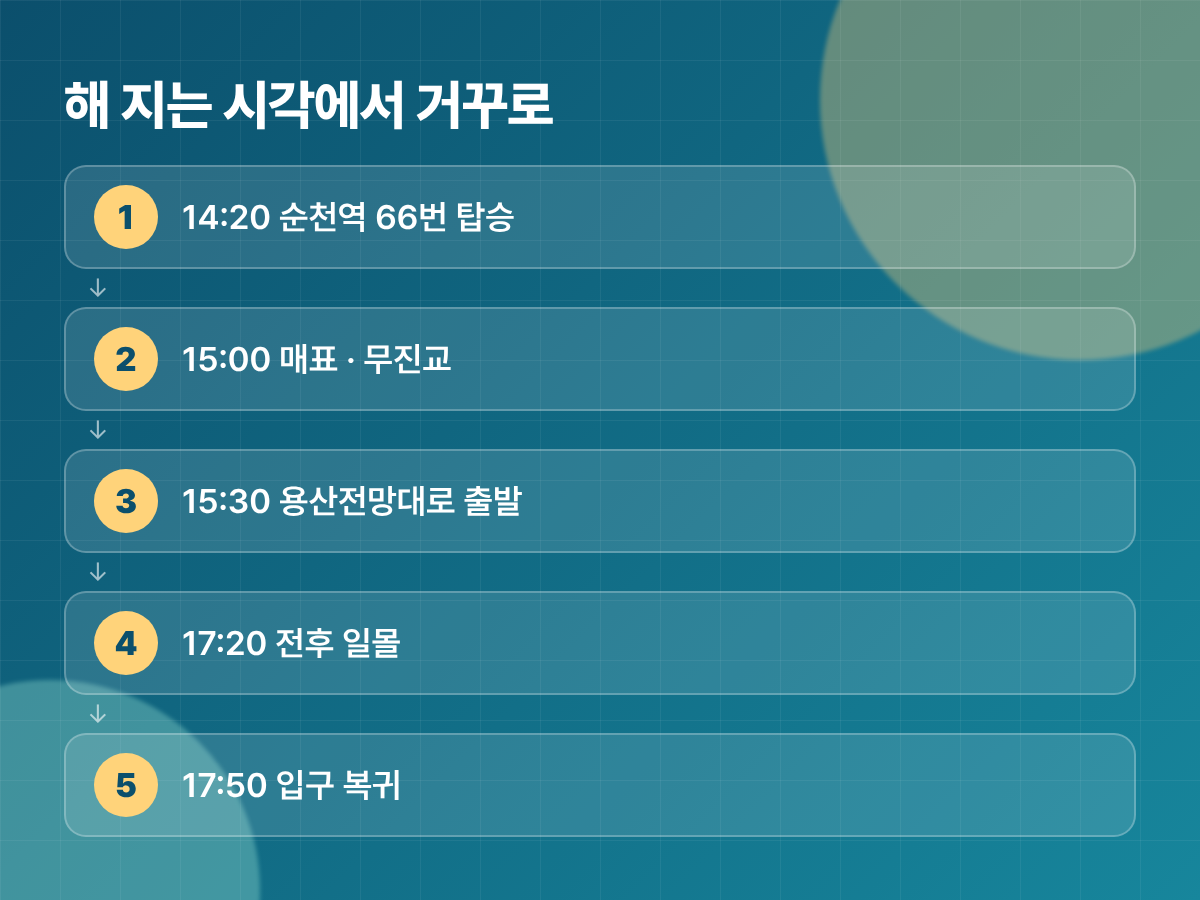 해 지는 시각에서 거꾸로
1 14:20 순천역 66번 탑승
↓
2 15:00 매표 · 무진교
↓
3 15:30 용산전망대로 출발
↓
4 17:20 전후 일몰
↓
5 17:50 입구 복귀